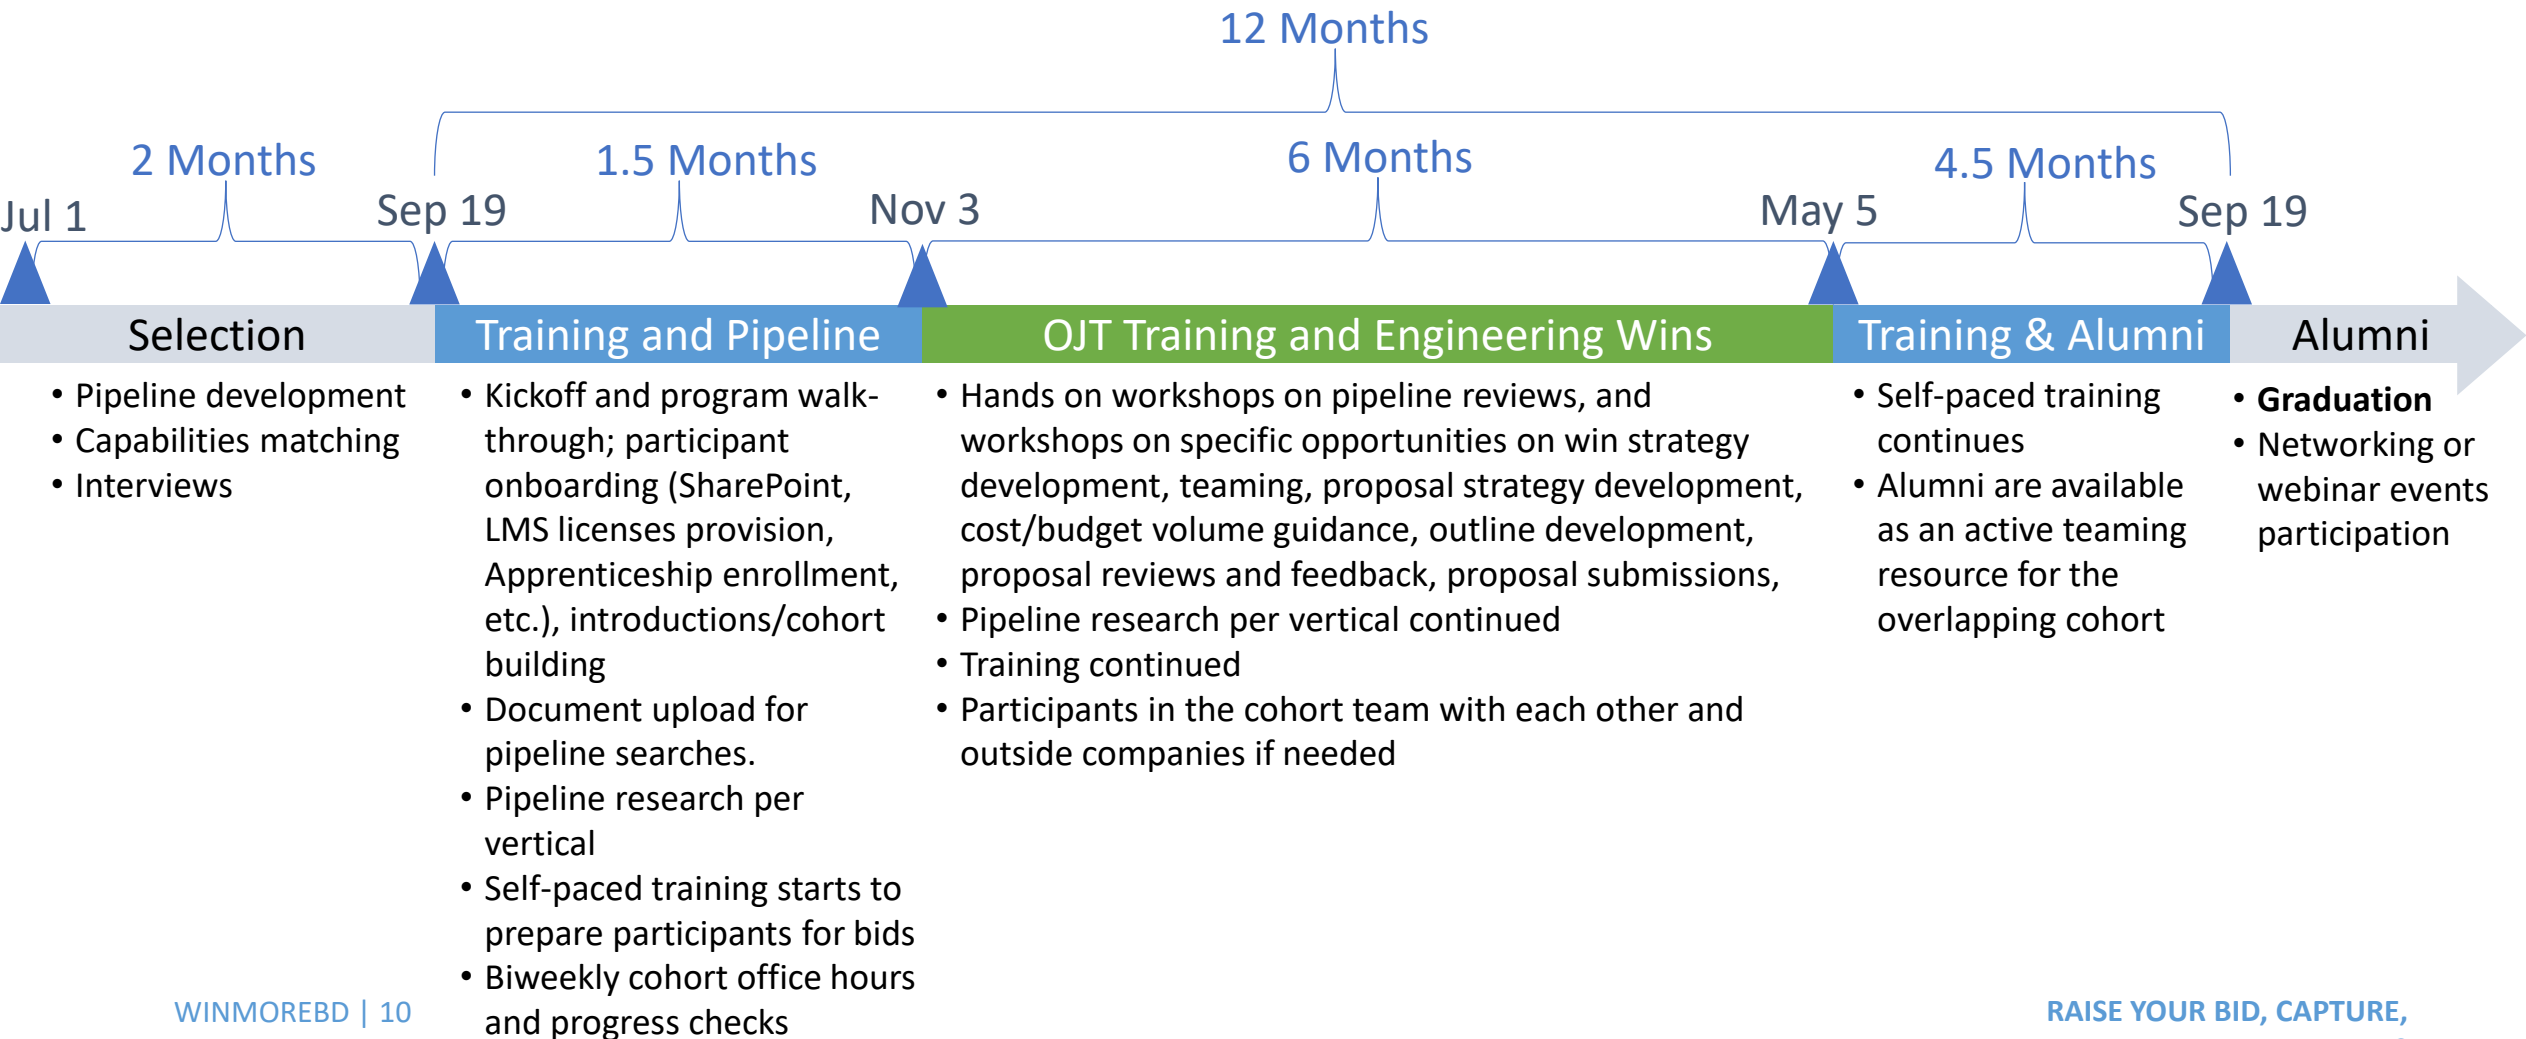 12 Months
2 Months
1.5 Months
6 Months
4.5 Months
Jul 1
Sep 19
Nov 3
May 5
Sep 19
Selection
Training and Pipeline
OJT Training and Engineering Wins
Training & Alumni
Alumni
• Pipeline development
• Capabilities matching
• Interviews
• Kickoff and program walk-
through; participant
onboarding (SharePoint,
LMS licenses provision,
Apprenticeship enrollment,
etc.), introductions/cohort
building
• Document upload for
pipeline searches.
• Pipeline research per
vertical
• Self-paced training starts to
prepare participants for bids
• Biweekly cohort office hours
and progress checks
• Hands on workshops on pipeline reviews, and
workshops on specific opportunities on win strategy
development, teaming, proposal strategy development,
cost/budget volume guidance, outline development,
proposal reviews and feedback, proposal submissions,
• Pipeline research per vertical continued
• Training continued
• Participants in the cohort team with each other and
outside companies if needed
• Self-paced training
continues
• Alumni are available
as an active teaming
resource for the
overlapping cohort
• Graduation
• Networking or
webinar events
participation
WINMOREBD | 10
RAISE YOUR BID, CAPTURE,